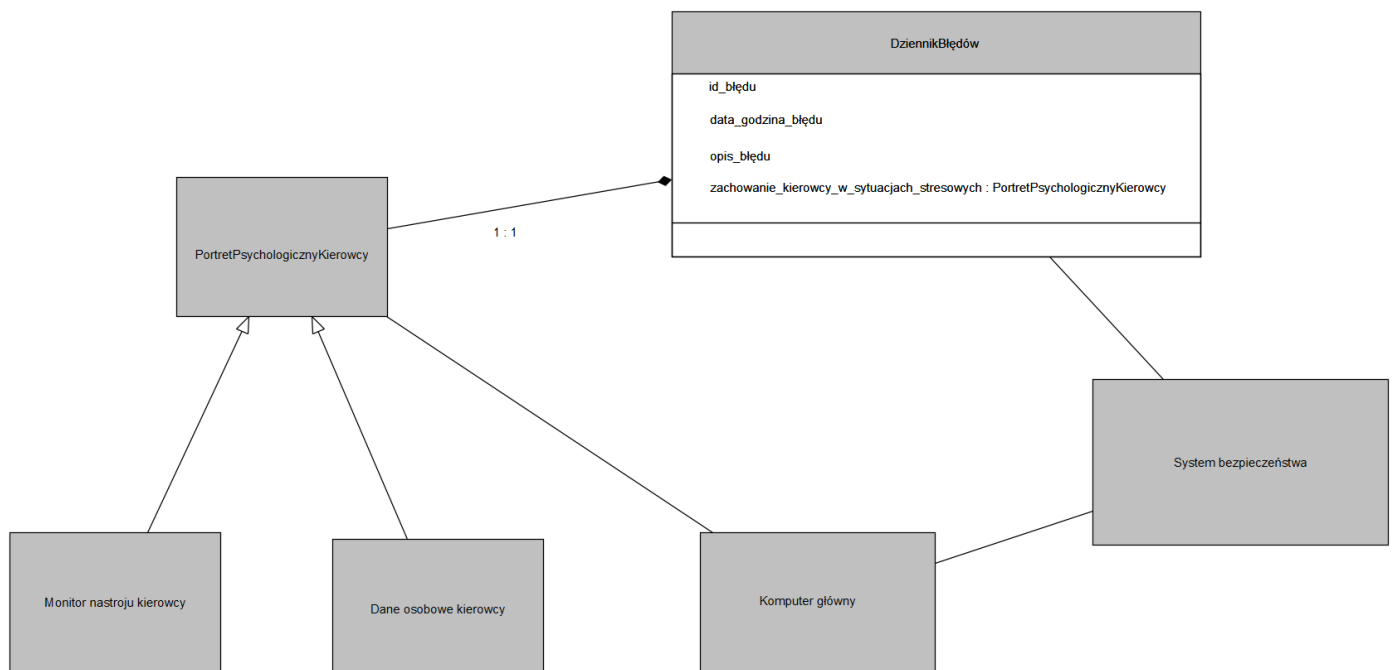 DziennikBłędów
id_błędu
data_godzina_błędu
opis_błędu
zachowanie_kierowcy_w_sytuacjach_stresowych : PortretPsychologicznyKierowcy
1 : 1
PortretPsychologicznyKierowcy
System bezpieczeństwa
Monitor nastroju kierowcy
Dane osobowe kierowcy
Komputer główny